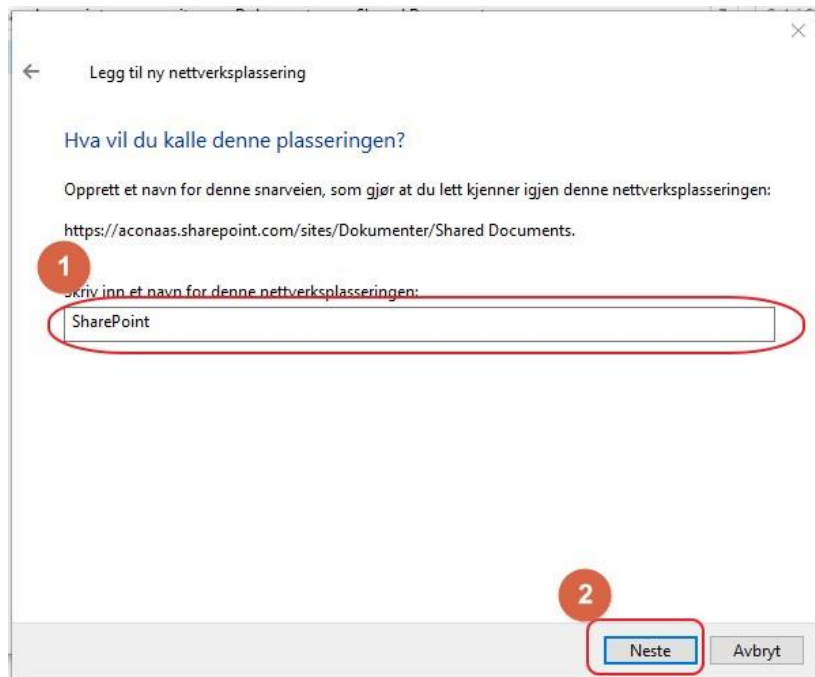 Legg til ny nettverksplassering
Hva vil du kalle denne plasseringen?
Opprett et navn for denne snarveien, som gjør at du lett kjenner igjen denne nettverksplasseringen:
https://aconaas.sharepoint.com/sites/Dokumenter/Shared Documents.
1
Skriv inn et navn for denne nettverksplasseringen:
SharePoint
2
Neste
Avbryt